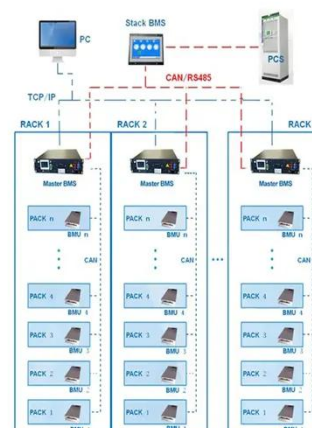 PC
Stack BMS
PCS
CAN/RS485
TCP/IP
RACK 1
RACK 2
RACK
Master BMS
Master BMS
Master BMS
PACK n
BMU n
PACK n
BMU n
PACK n
BMU n
CAN
CAN
CAN
PACK 4
BMU 4
PACK 4
BMU 4
PACK 4
BMU 4
PACK 3
BMU 3
PACK 3
BMU 3
PACK 3
BMU 3
PACK 2
BMU 2
PACK 2
BMU 2
PACK 2
BMU 2
PACK 1
PACK 1
PACK 1